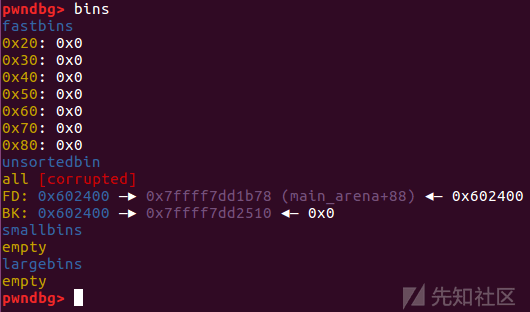 pwndbg> bins
fastbins
0x20: 0x0
0x30: 0x0
0x40: 0x0
0x50: 0x0
0x60: 0x0
0x70: 0x0
0x80: 0x0
unsortedbin
all [corrupted]
FD: 0x602400 —▸ 0x7ffff7dd1b78 (main_arena+88) ◂— 0x602400
BK: 0x602400 —▸ 0x7ffff7dd2510 ◂— 0x0
smallbins
empty
largebins
empty
pwndbg>
先知社区